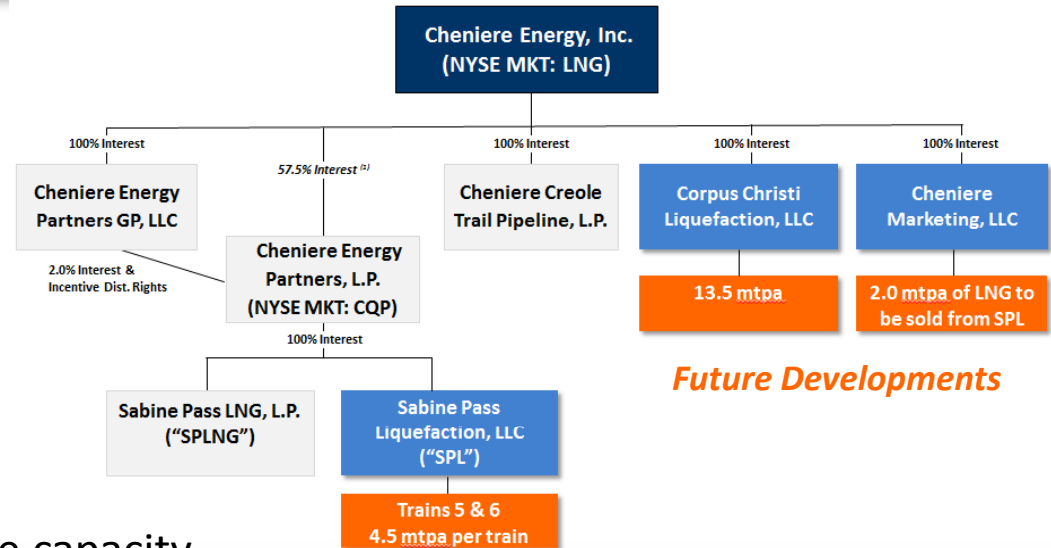 Cheniere Energy, Inc.
(NYSE MKT: LNG)
100% Interest
57.5% Interest (1)
100% Interest
100% Interest
100% Interest
Cheniere Energy
Partners GP, LLC
Cheniere Creole
Trail Pipeline, L.P.
Corpus Christi
Liquefaction, LLC
Cheniere
Marketing, LLC
2.0% Interest &
Incentive Dist. Rights
Cheniere Energy
Partners, L.P.
(NYSE MKT: CQP)
13.5 mtpa
2.0 mtpa of LNG to
be sold from SPL
100% Interest
Future Developments
Sabine Pass LNG, L.P.
(“SPLNG”)
Sabine Pass
Liquefaction, LLC
(“SPL”)
Trains 5 & 6
4.5 mtpa per train
capacity